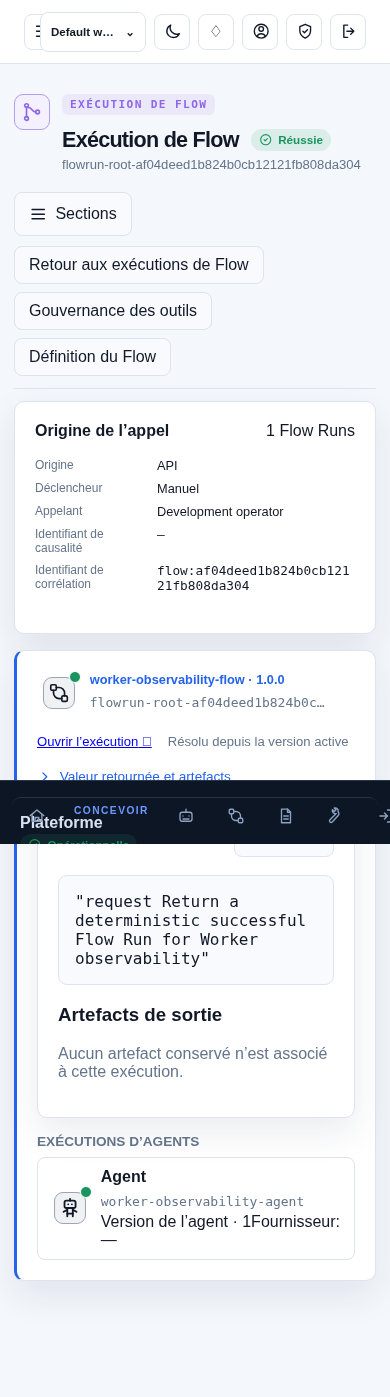 Default w...
EXÉCUTION DE FLOW
Exécution de Flow
Réussie
flowrun-root-af04deed1b824b0cb12121fb808da304
Sections
Retour aux exécutions de Flow
Gouvernance des outils
Définition du Flow
Origine de l’appel
1 Flow Runs
Origine
API
Déclencheur
Manuel
Appelant
Development operator
Identifiant de
causalité
—
Identifiant de
corrélation
flow:af04deed1b824b0cb121
21fb808da304
worker-observability-flow · 1.0.0
flowrun-root-af04deed1b824b0c…
Ouvrir l’exécution
Résolu depuis la version active
Valeur retournée et artefacts
CONCEVOIR
Plateforme
Opérationnelle
"request Return a
deterministic successful
Flow Run for Worker
observability"
Artefacts de sortie
Aucun artefact conservé n’est associé
à cette exécution.
EXÉCUTIONS D’AGENTS
Agent
worker-observability-agent
Version de l’agent · 1Fournisseur:
—